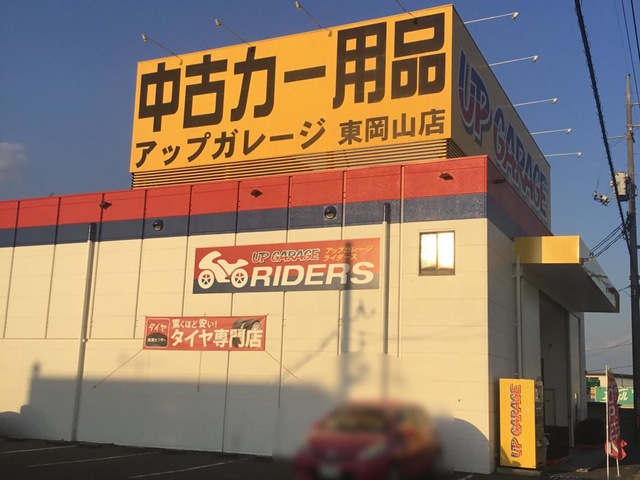 中古カー用品
アップガレージ 東岡山店
UP GARAGE
UP GARAGE アップガレージ
ライダース
RIDERS
タイヤ 驚くほど安い!
タイヤ専門店
UP GARAGE